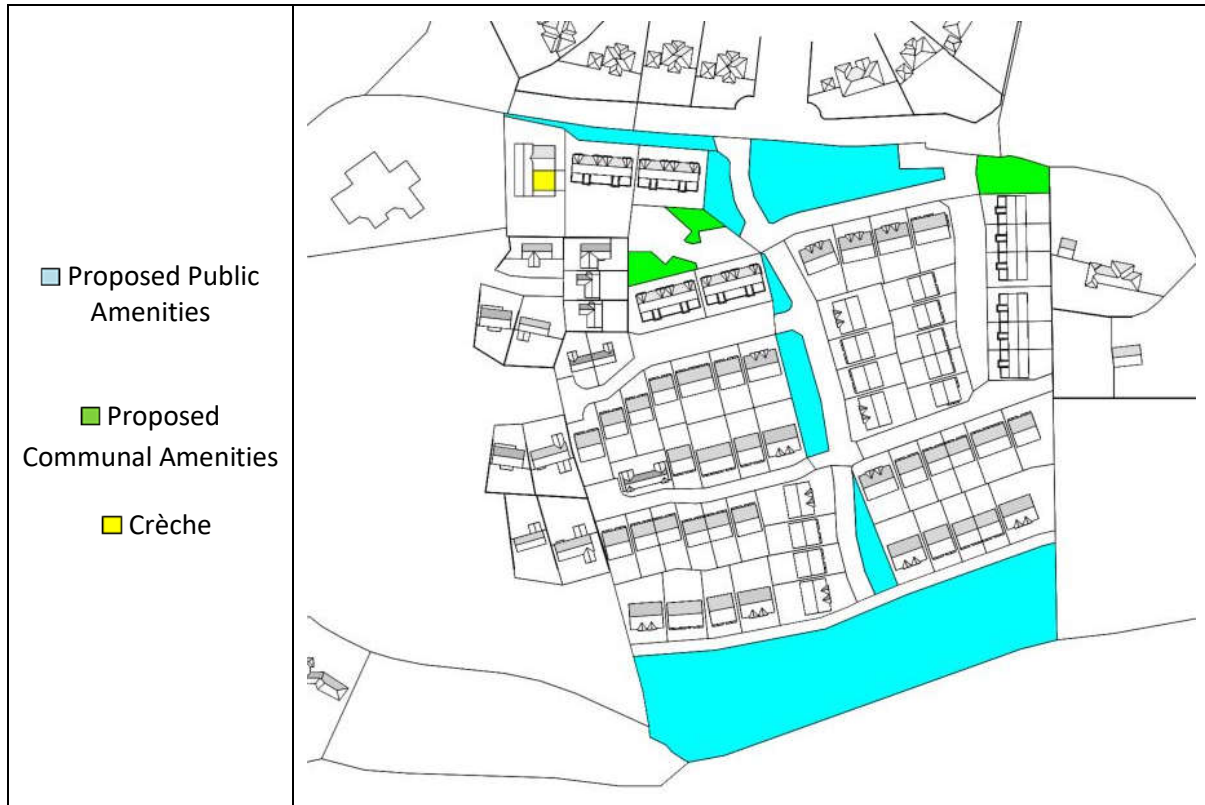 Proposed Public
Amenities
Proposed
Communal Amenities
Crèche